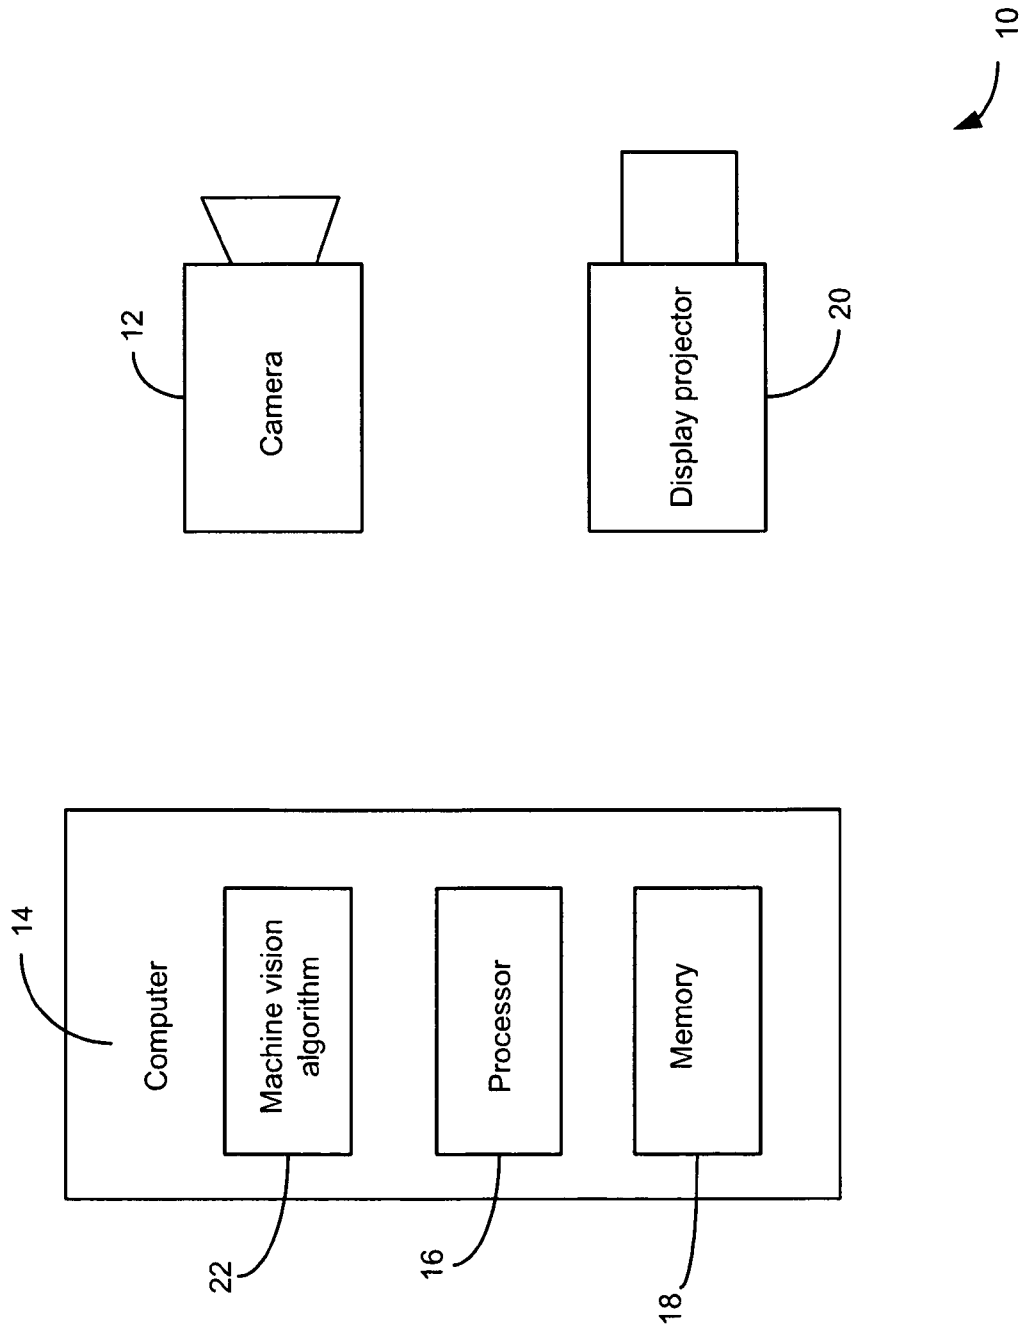 14
Computer
Machine vision
algorithm
22
Processor
16
Memory
18
12
Camera
Display projector
20
10